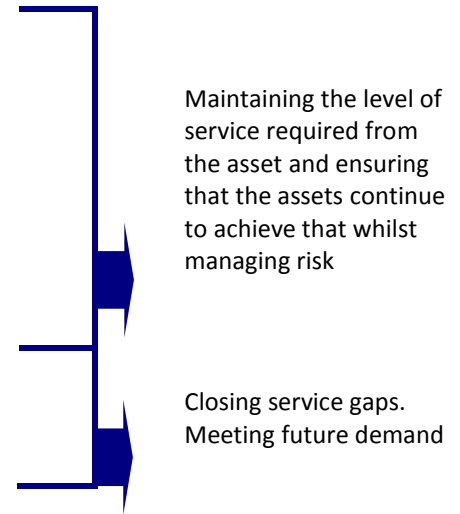 Maintaining the level of
service required from
the asset and ensuring
that the assets continue
to achieve that whilst
managing risk
Closing service gaps.
Meeting future demand